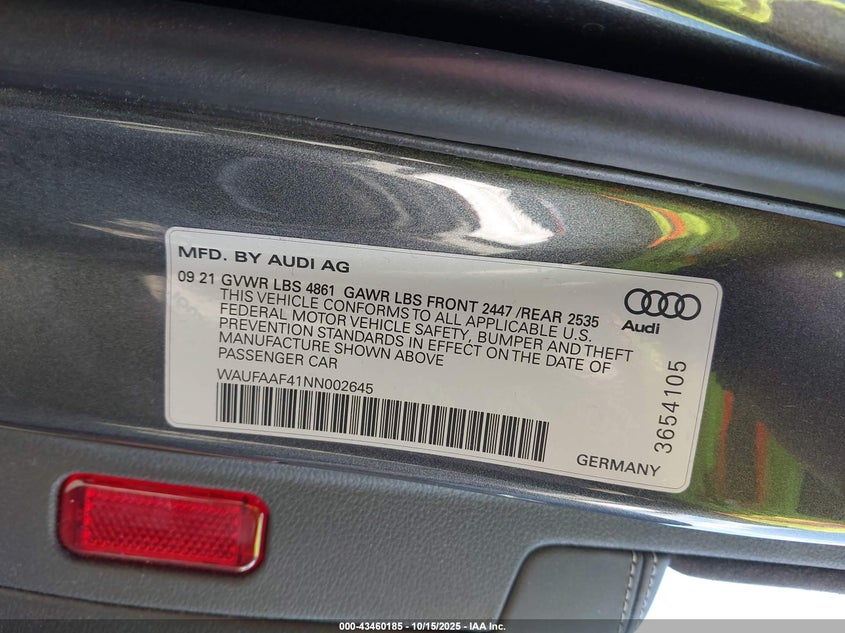 MFD. BY AUDI AG
09 21 GVWR LBS 4861 GAWR LBS FRONT 2447 /REAR 2535
THIS VEHICLE CONFORMS TO ALL APPLICABLE U.S.
FEDERAL MOTOR VEHICLE SAFETY, BUMPER AND THEFT
PREVENTION STANDARDS IN EFFECT ON THE DATE OF
MANUFACTURE SHOWN ABOVE
PASSENGER CAR
WAUFAAF41NN002645
Audi
3654105
GERMANY
000-43460185 - 10/15/2025 - IAA Inc.